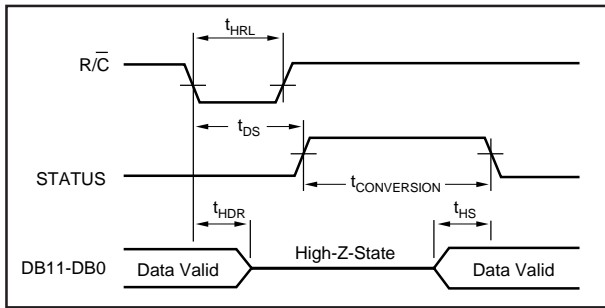 tHRL
R/C̅
tDS
STATUS
tCONVERSION
tHDR
tHS
High-Z-State
DB11-DB0
Data Valid
Data Valid